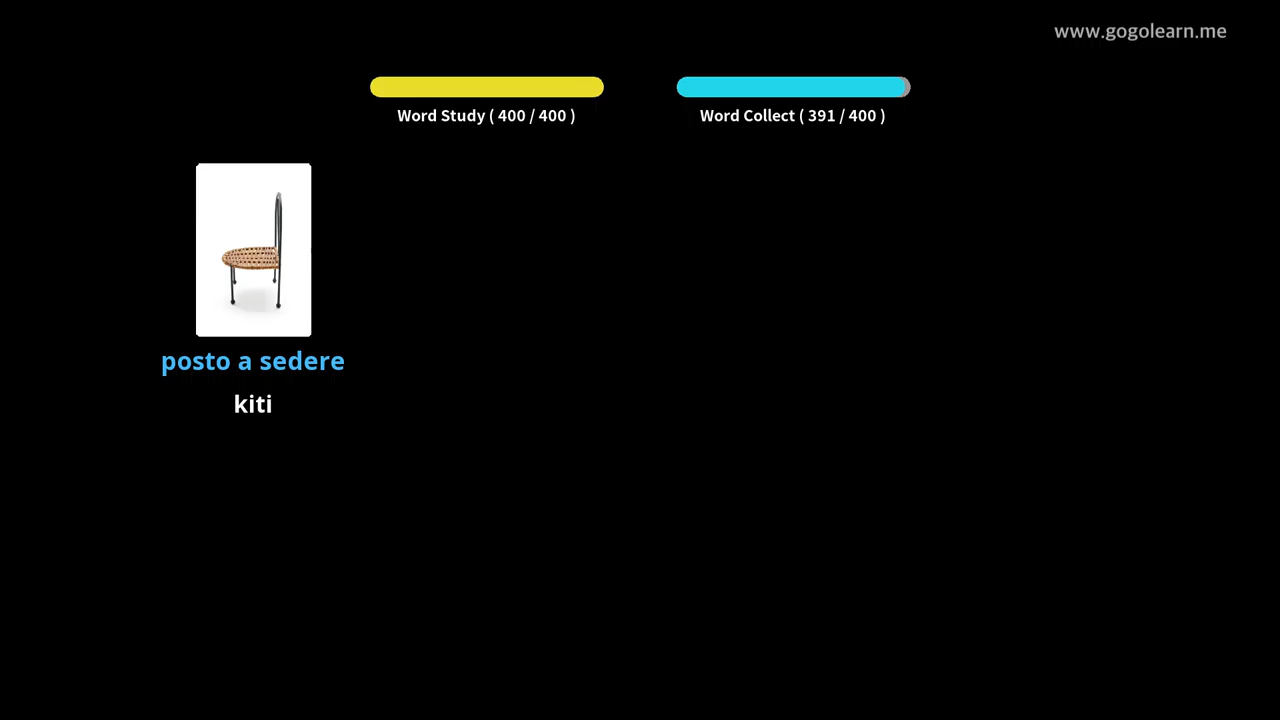 www.gogolearn.me
Word Study ( 400 / 400 )
Word Collect ( 391 / 400 )
posto a sedere
kiti